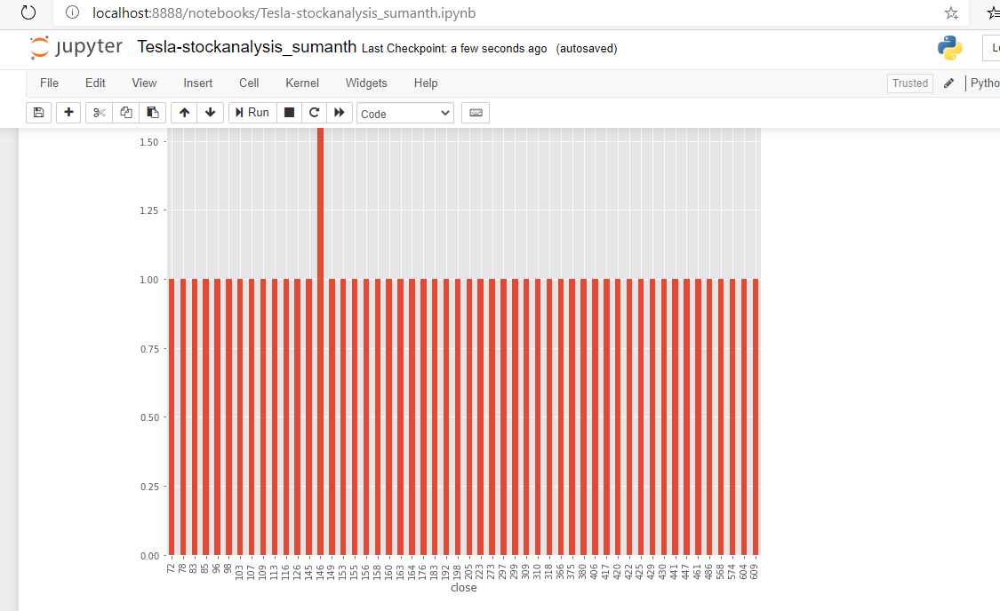 localhost:8888/notebooks/Tesla-stockanalysis_sumanth.ipynb
jupyter Tesla-stockanalysis_sumanth Last Checkpoint: a few seconds ago (autosaved)
File Edit View Insert Cell Kernel Widgets Help Trusted Pytho
Run Code
1.50
1.25
1.00
0.75
0.50
0.25
0.00
72 78 83 85 96 98 103 107 109 113 116 126 145 146 149 153 155 156 158 160 163 164 176 183 192 198 205 223 273 297 299 309 310 318 366 375 380 406 417 420 422 425 429 430 441 447 461 486 568 574 604 609
close